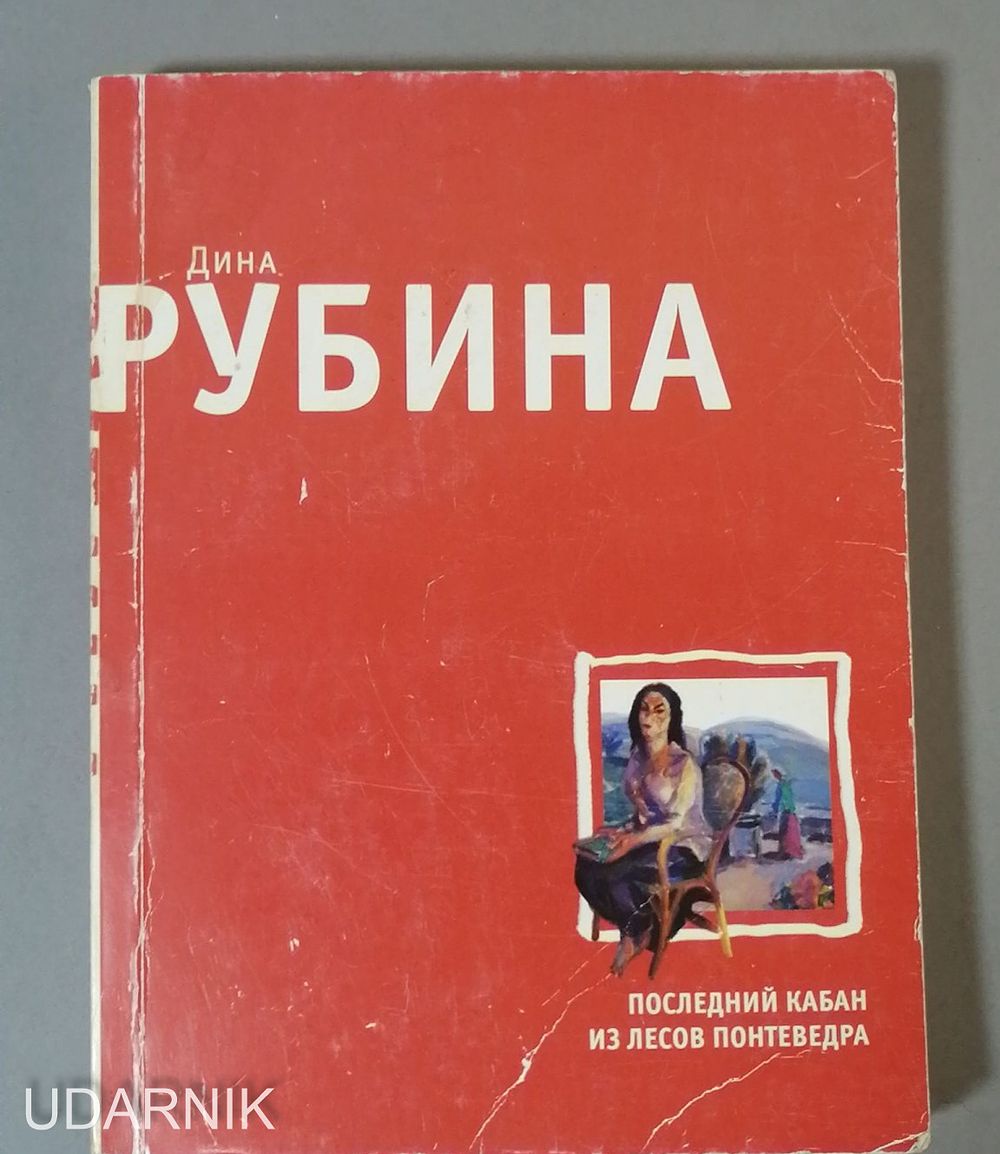 Дина
РУБИНА
ПОСЛЕДНИЙ КАБАН
ИЗ ЛЕСОВ ПОНТЕВЕДРА
UDARNIK